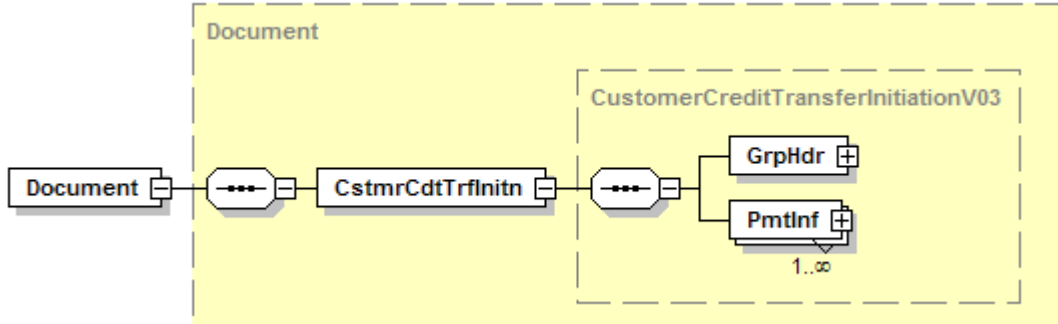 Document
CustomerCreditTransferInitiationV03
GrpHdr
Document
CstmrCdtTrfInitn
PmtInf
1..∞